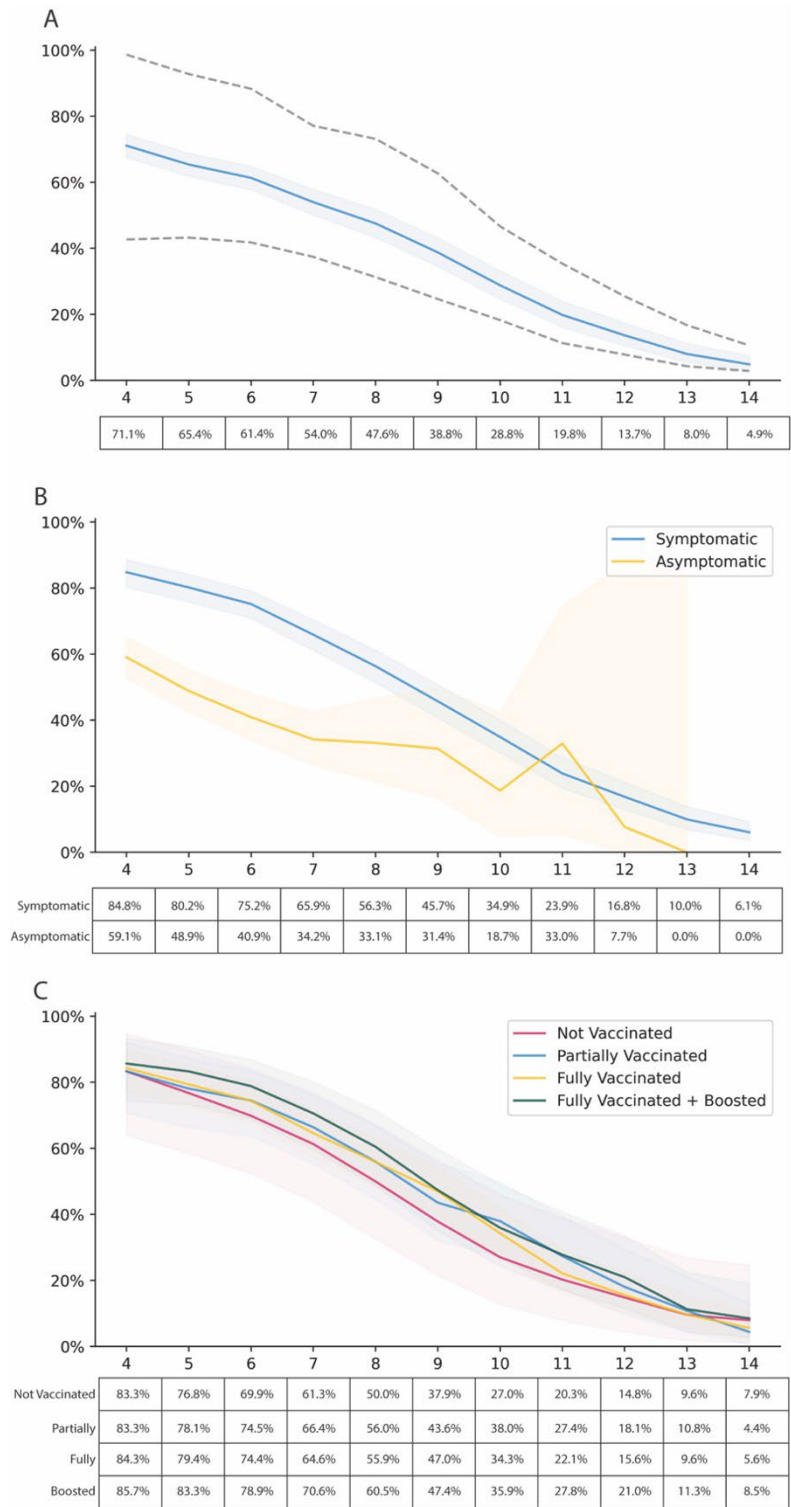 A
100%
80%
60%
40%
20%
0%
4 5 6 7 8 9 10 11 12 13 14
71.1% 65.4% 61.4% 54.0% 47.6% 38.8% 28.8% 19.8% 13.7% 8.0% 4.9%
B
100%
Symptomatic
Asymptomatic
80%
60%
40%
20%
0%
4 5 6 7 8 9 10 11 12 13 14
Symptomatic 84.8% 80.2% 75.2% 65.9% 56.3% 45.7% 34.9% 23.9% 16.8% 10.0% 6.1%
Asymptomatic 59.1% 48.9% 40.9% 34.2% 33.1% 31.4% 18.7% 33.0% 7.7% 0.0% 0.0%
C
100%
Not Vaccinated
Partially Vaccinated
Fully Vaccinated
Fully Vaccinated + Boosted
80%
60%
40%
20%
0%
4 5 6 7 8 9 10 11 12 13 14
Not Vaccinated 83.3% 76.8% 69.9% 61.3% 50.0% 37.9% 27.0% 20.3% 14.8% 9.6% 7.9%
Partially 83.3% 78.1% 74.5% 66.4% 56.0% 43.6% 38.0% 27.4% 18.1% 10.8% 4.4%
Fully 84.3% 79.4% 74.4% 64.6% 55.9% 47.0% 34.3% 22.1% 15.6% 9.6% 5.6%
Boosted 85.7% 83.3% 78.9% 70.6% 60.5% 47.4% 35.9% 27.8% 21.0% 11.3% 8.5%